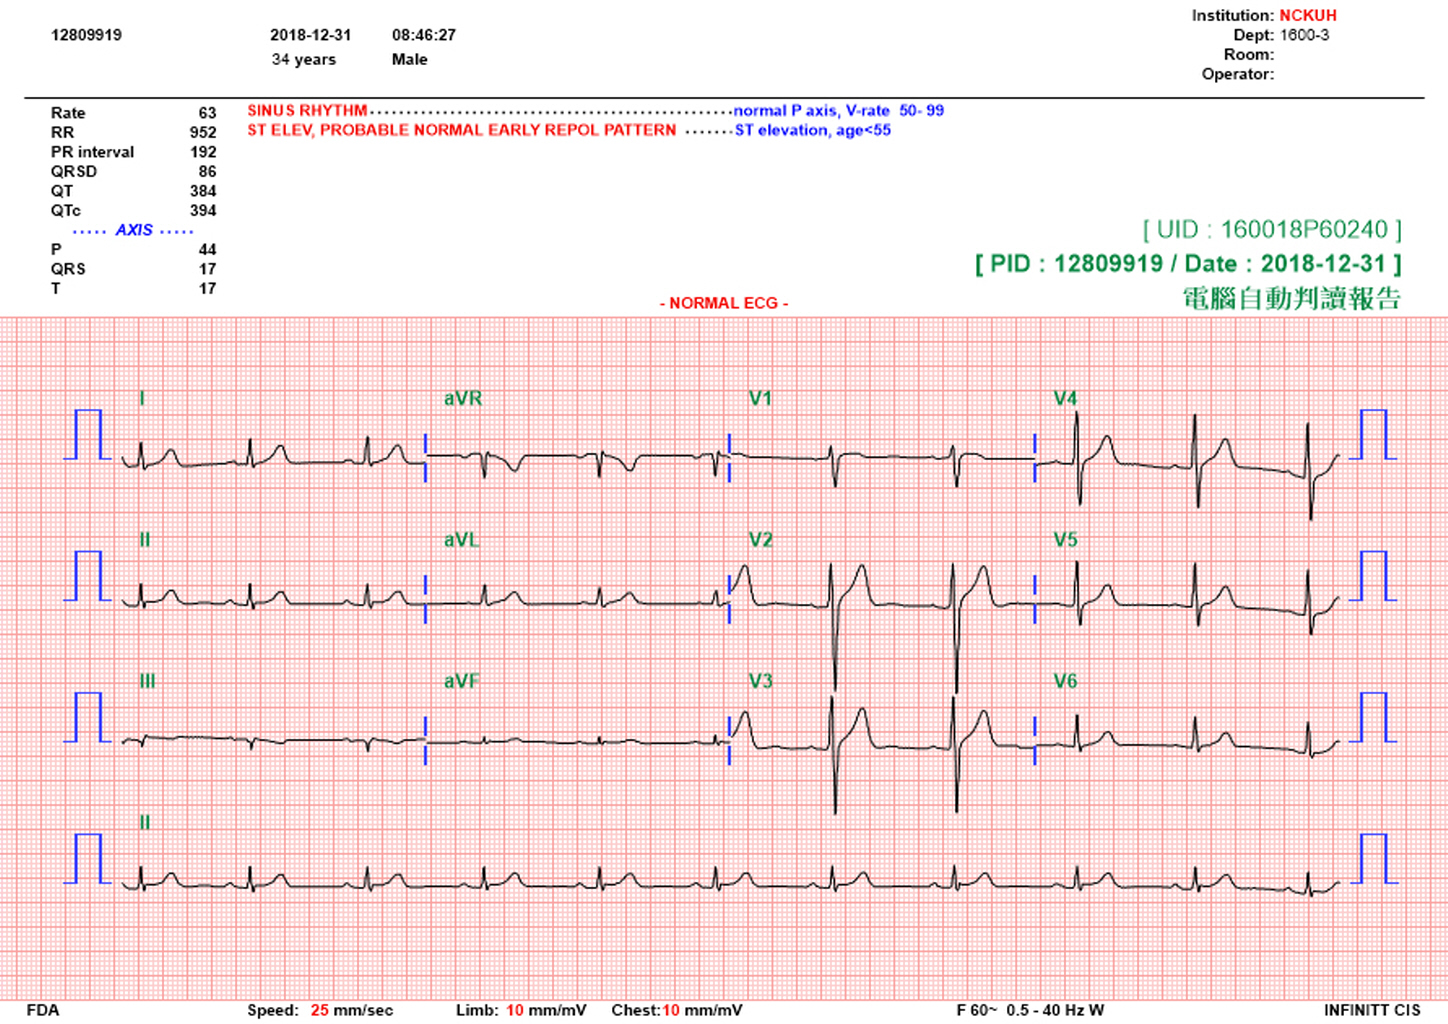 Institution: NCKUH
12809919 2018-12-31 08:46:27 Dept: 1600-3
34 years Male Room:
Operator:
Rate 63 SINUS RHYTHM normal P axis, V-rate 50- 99
RR 952 ST ELEV, PROBABLE NORMAL EARLY REPOL PATTERN ST elevation, age<55
PR interval 192
QRSD 86
QT 384
QTc 394
····· AXIS ·····
P 44
QRS 17
T 17
[ UID : 160018P60240 ]
[ PID : 12809919 / Date : 2018-12-31 ]
電腦自動判讀報告
- NORMAL ECG -
I aVR V1 V4
II aVL V2 V5
III aVF V3 V6
II
FDA Speed: 25 mm/sec Limb: 10 mm/mV Chest:10 mm/mV F 60~ 0.5 - 40 Hz W INFINITT CIS